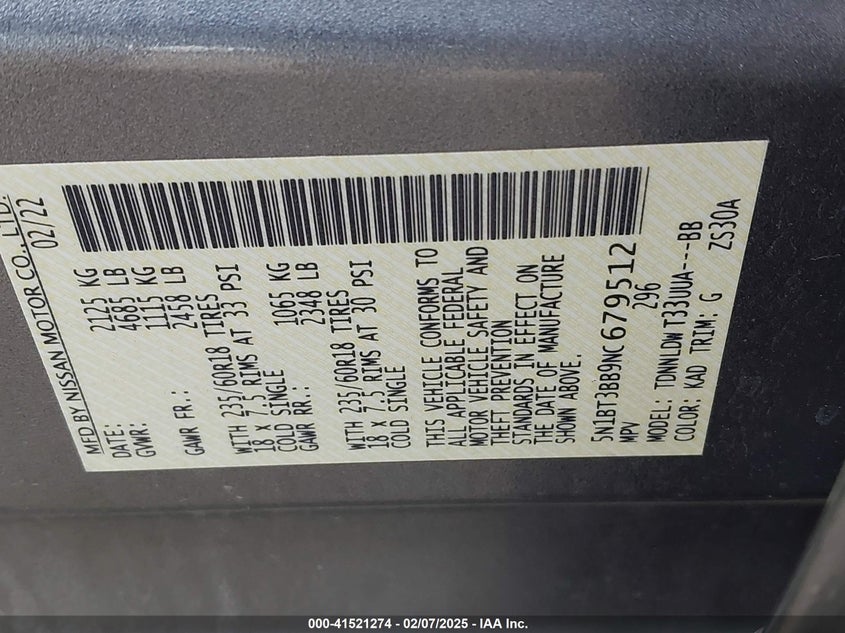 MFD BY NISSAN MOTOR CO., LTD.
DATE: 02/22
GVWR: 2125 KG
4685 LB
GAWR FR.: 1115 KG
2458 LB
WITH 235/60R18 TIRES
18 X 7.5 RIMS AT 33 PSI
COLD SINGLE
GAWR RR.: 1065 KG
2348 LB
WITH 235/60R18 TIRES
18 X 7.5 RIMS AT 30 PSI
COLD SINGLE
THIS VEHICLE CONFORMS TO
ALL APPLICABLE FEDERAL
MOTOR VEHICLE SAFETY AND
THEFT PREVENTION
STANDARDS IN EFFECT ON
THE DATE OF MANUFACTURE
SHOWN ABOVE.
5N1BT3BB9NC679512
MPV 296
MODEL: TDNNLDWT33UUA---BB
COLOR: KAD TRIM: G ZS30A
000-41521274 - 02/07/2025 - IAA Inc.